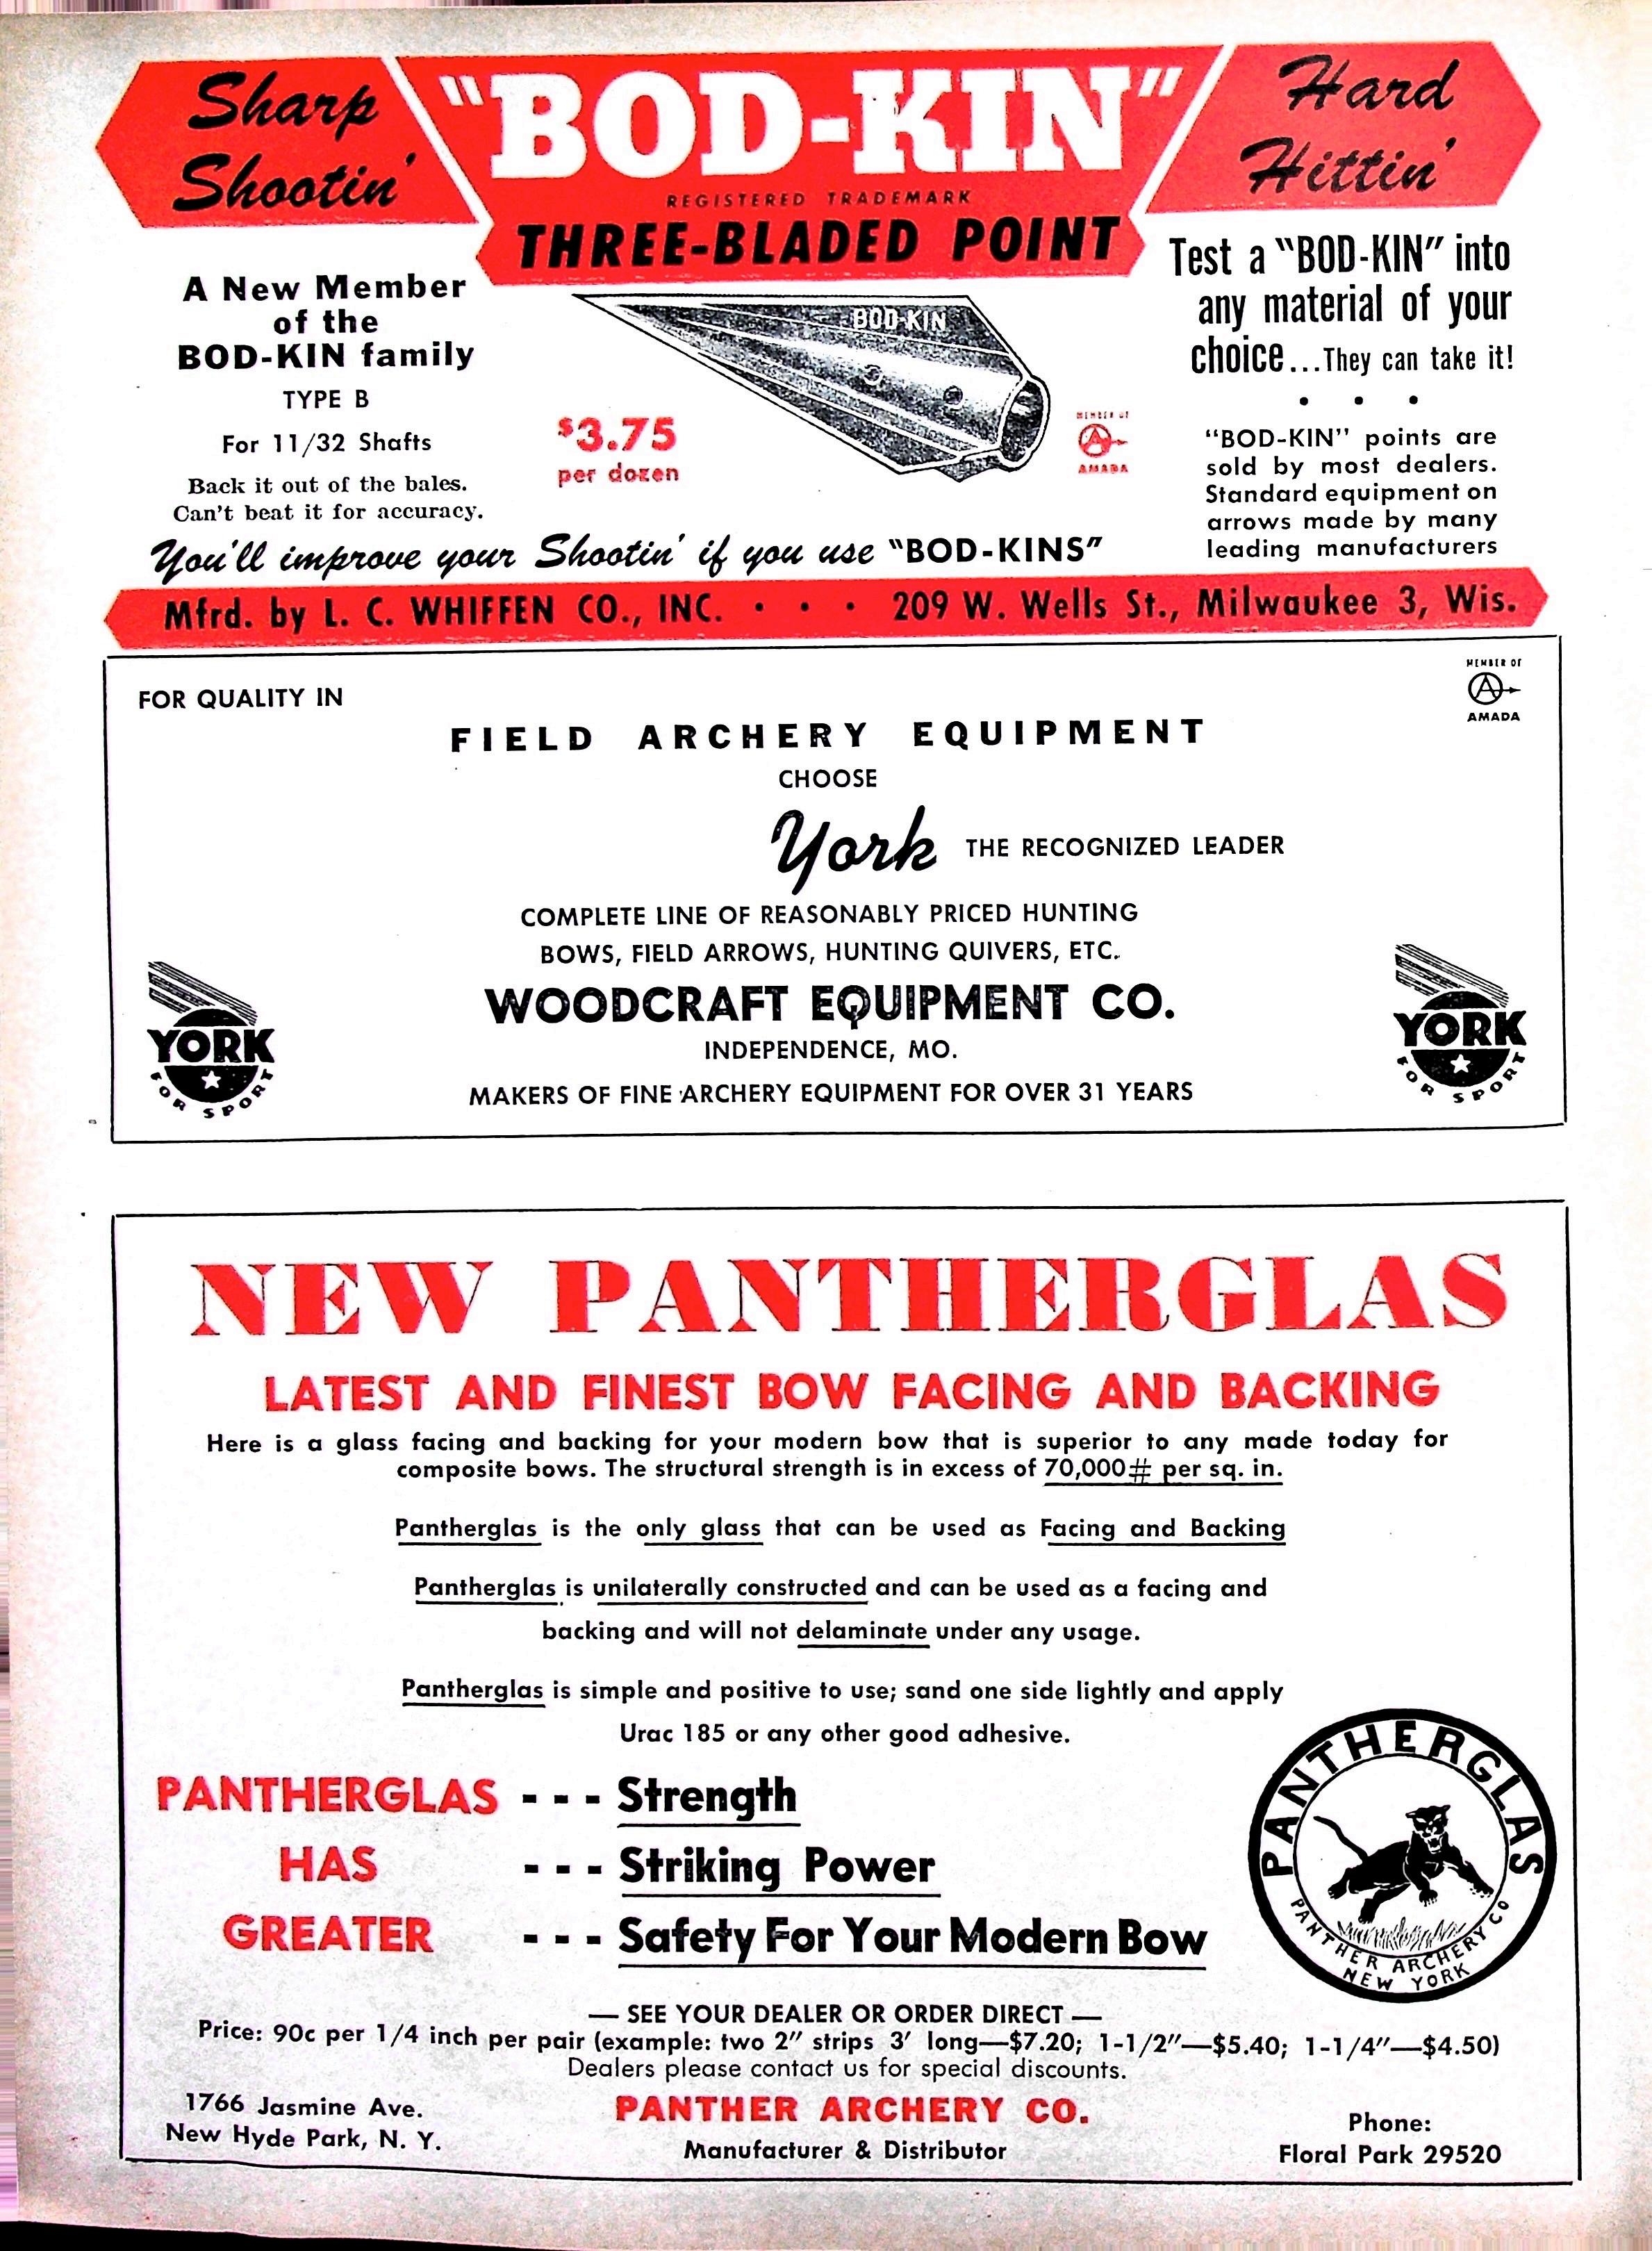 Sharp
Shootin'
"BOD-KIN"
REGISTERED TRADEMARK
THREE-BLADED POINT
Hard
Hittin'
A New Member
of the
BOD-KIN family
TYPE B
For 11/32 Shafts
Back it out of the bales.
Can't beat it for accuracy.
BOD-KIN
$3.75
per dozen
MEMBER OF
A
AMADA
Test a "BOD-KIN" into
any material of your
choice...They can take it!
• • •
"BOD-KIN" points are
sold by most dealers.
Standard equipment on
arrows made by many
leading manufacturers
You'll improve your Shootin' if you use "BOD-KINS"
Mfrd. by L. C. WHIFFEN CO., INC. • • • 209 W. Wells St., Milwaukee 3, Wis.
MEMBER OF
A
AMADA
FOR QUALITY IN
FIELD ARCHERY EQUIPMENT
CHOOSE
York THE RECOGNIZED LEADER
COMPLETE LINE OF REASONABLY PRICED HUNTING
BOWS, FIELD ARROWS, HUNTING QUIVERS, ETC.
WOODCRAFT EQUIPMENT CO.
INDEPENDENCE, MO.
MAKERS OF FINE ARCHERY EQUIPMENT FOR OVER 31 YEARS
YORK
FOR SPORT
YORK
FOR SPORT
NEW PANTHERGLAS
LATEST AND FINEST BOW FACING AND BACKING
Here is a glass facing and backing for your modern bow that is superior to any made today for
composite bows. The structural strength is in excess of 70,000# per sq. in.
Pantherglas is the only glass that can be used as Facing and Backing
Pantherglas is unilaterally constructed and can be used as a facing and
backing and will not delaminate under any usage.
Pantherglas is simple and positive to use; sand one side lightly and apply
Urac 185 or any other good adhesive.
PANTHERGLAS - - - Strength
HAS - - - Striking Power
GREATER - - - Safety For Your Modern Bow
PANTHERGLAS
PANTHER ARCHERY CO
NEW YORK
— SEE YOUR DEALER OR ORDER DIRECT —
Price: 90c per 1/4 inch per pair (example: two 2" strips 3' long—$7.20; 1-1/2"—$5.40; 1-1/4"—$4.50)
Dealers please contact us for special discounts.
1766 Jasmine Ave.
New Hyde Park, N. Y.
PANTHER ARCHERY CO.
Manufacturer & Distributor
Phone:
Floral Park 29520